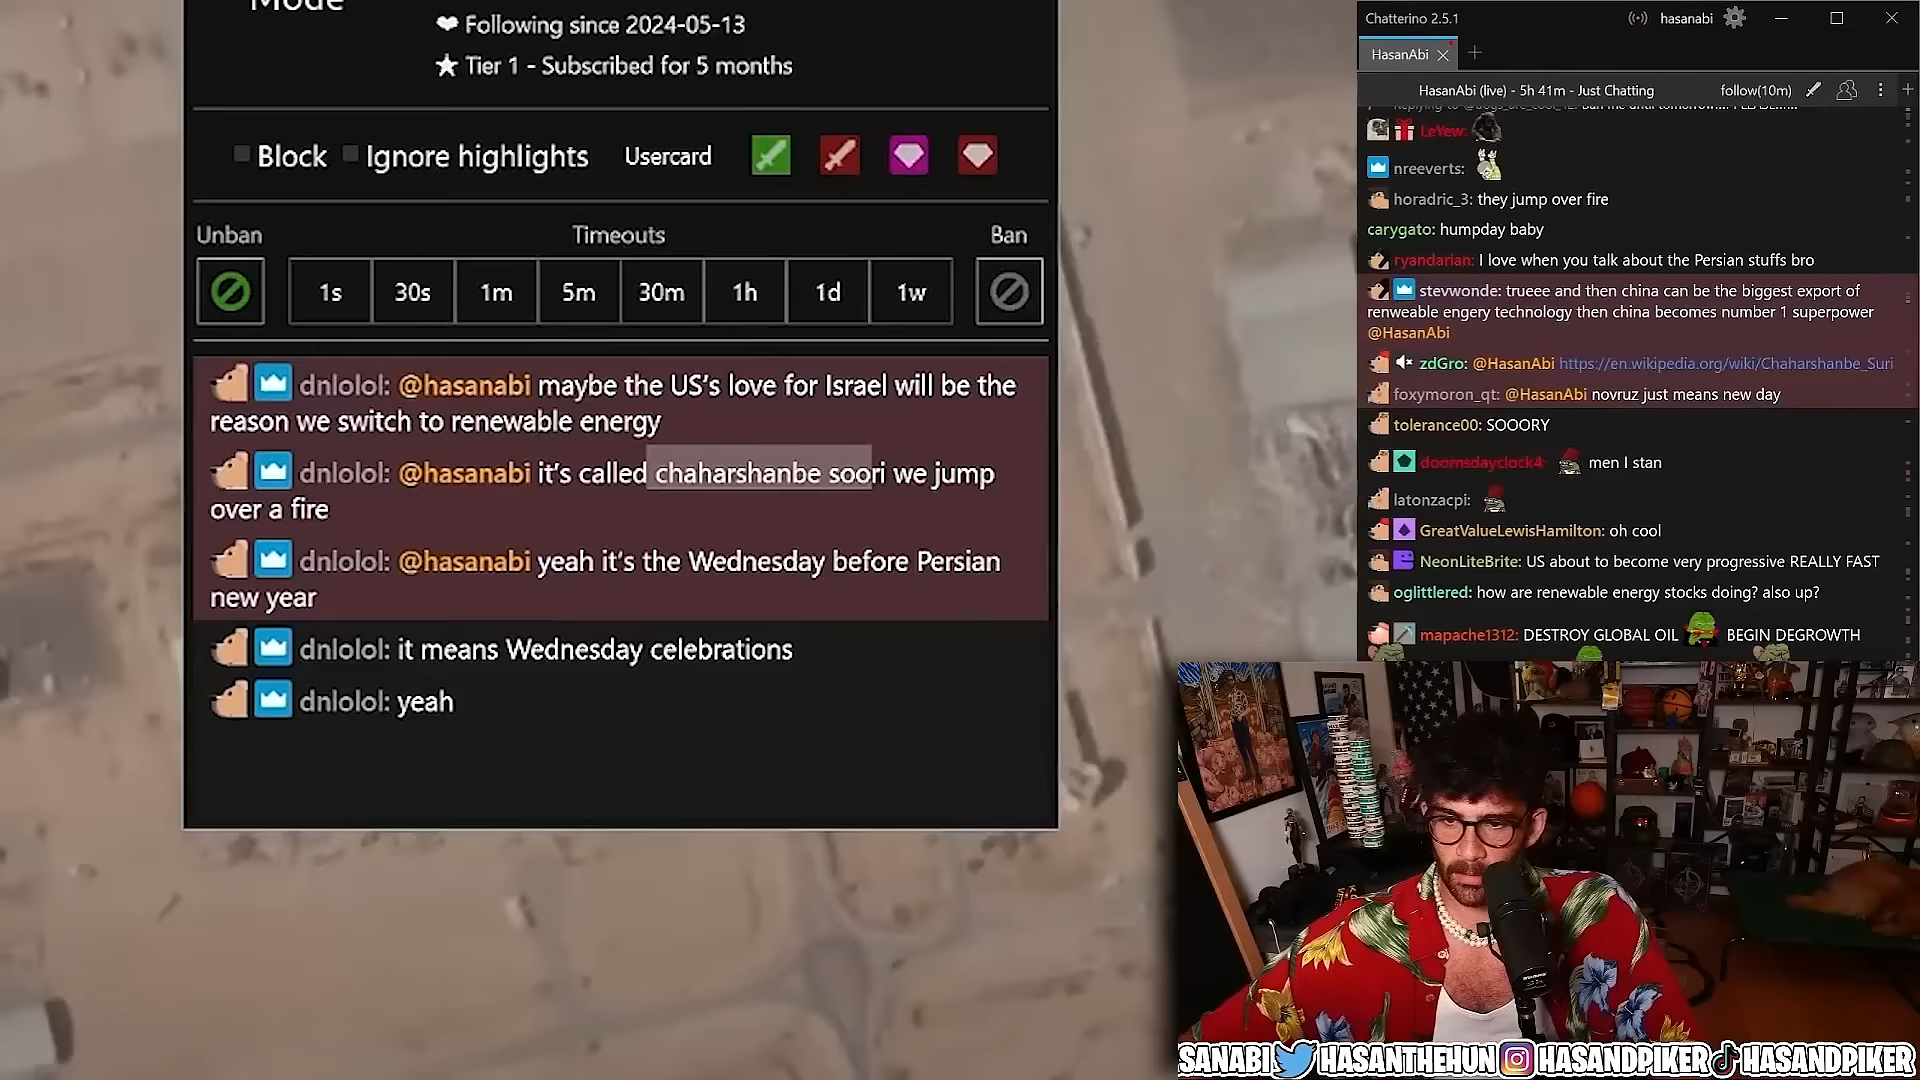 Mode
Following since 2024-05-13
Tier 1 - Subscribed for 5 months
Block Ignore highlights Usercard
Unban Timeouts Ban
1s 30s 1m 5m 30m 1h 1d 1w
dnlolol: @hasanabi maybe the US's love for Israel will be the
reason we switch to renewable energy
dnlolol: @hasanabi it's called chaharshanbe soori we jump
over a fire
dnlolol: @hasanabi yeah it's the Wednesday before Persian
new year
dnlolol: it means Wednesday celebrations
dnlolol: yeah
Chatterino 2.5.1
hasanabi
HasanAbi
HasanAbi (live) - 5h 41m - Just Chatting follow(10m)
LeYew:
nreeverts:
horadric_3: they jump over fire
carygato: humpday baby
ryandarian: I love when you talk about the Persian stuffs bro
stevwonde: trueee and then china can be the biggest export of
renweable engery technology then china becomes number 1 superpower
@HasanAbi
zdGro: @HasanAbi https://en.wikipedia.org/wiki/Chaharshanbe_Suri
foxymoron_qt: @HasanAbi novruz just means new day
tolerance00: SOOORY
doomsdayclock4: men I stan
latonzacpi:
GreatValueLewisHamilton: oh cool
NeonLiteBrite: US about to become very progressive REALLY FAST
oglittlered: how are renewable energy stocks doing? also up?
mapache1312: DESTROY GLOBAL OIL BEGIN DEGROWTH
SANABI HASANTHEHUN HASANDPIKER HASANDPIKER